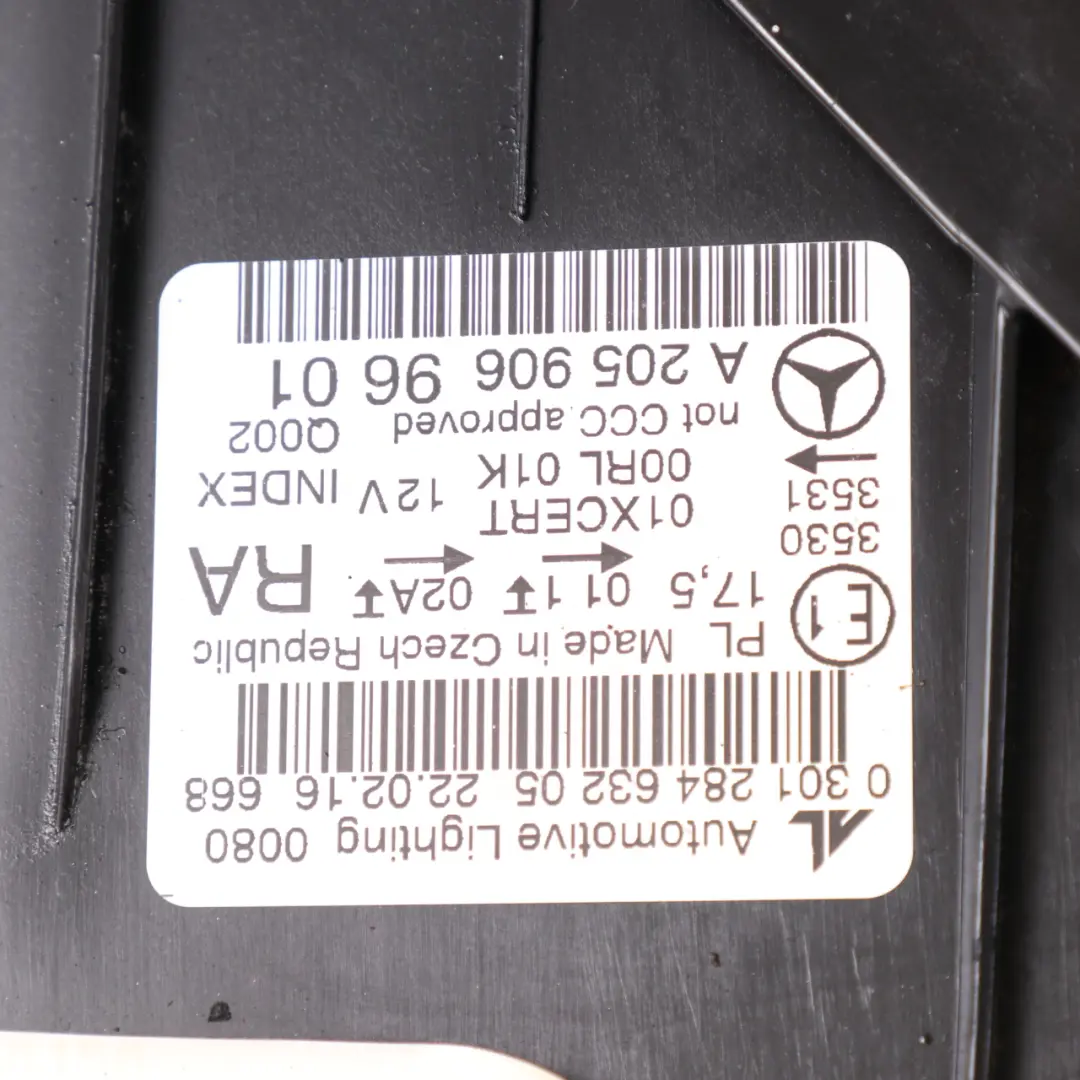 AL Automotive Lighting 0080
0 301 284 632 05 22.02.16 668
E1 PL Made in Czech Republic
17,5 01 1 02A RA
3530 01XCERT
3531 00RL 01K 12V INDEX
not CCC approved Q002
A 205 906 96 01